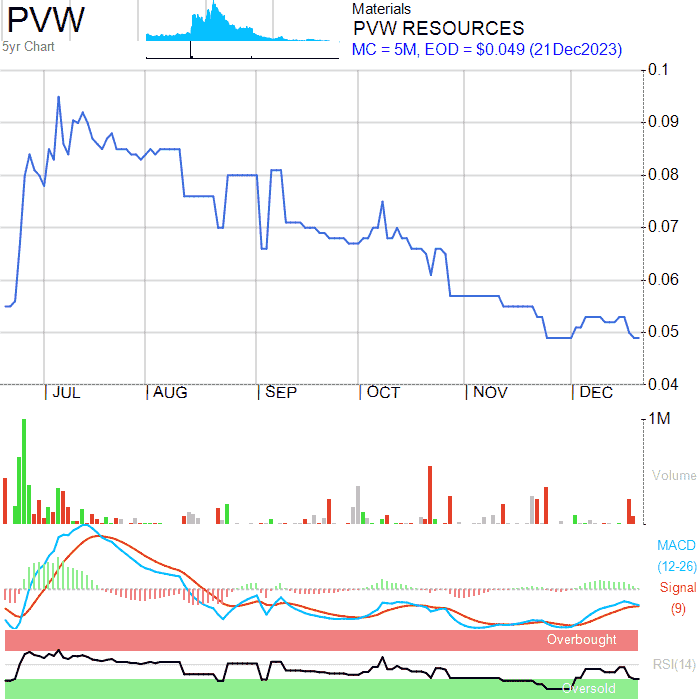 PVW
5yr Chart
Materials
PVW RESOURCES
MC = 5M, EOD = $0.049 (21Dec2023)
0.1
0.09
0.08
0.07
0.06
0.05
0.04
JUL AUG SEP OCT NOV DEC
1M
Volume
MACD
(12-26)
Signal
(9)
Overbought
RSI(14)
Oversold